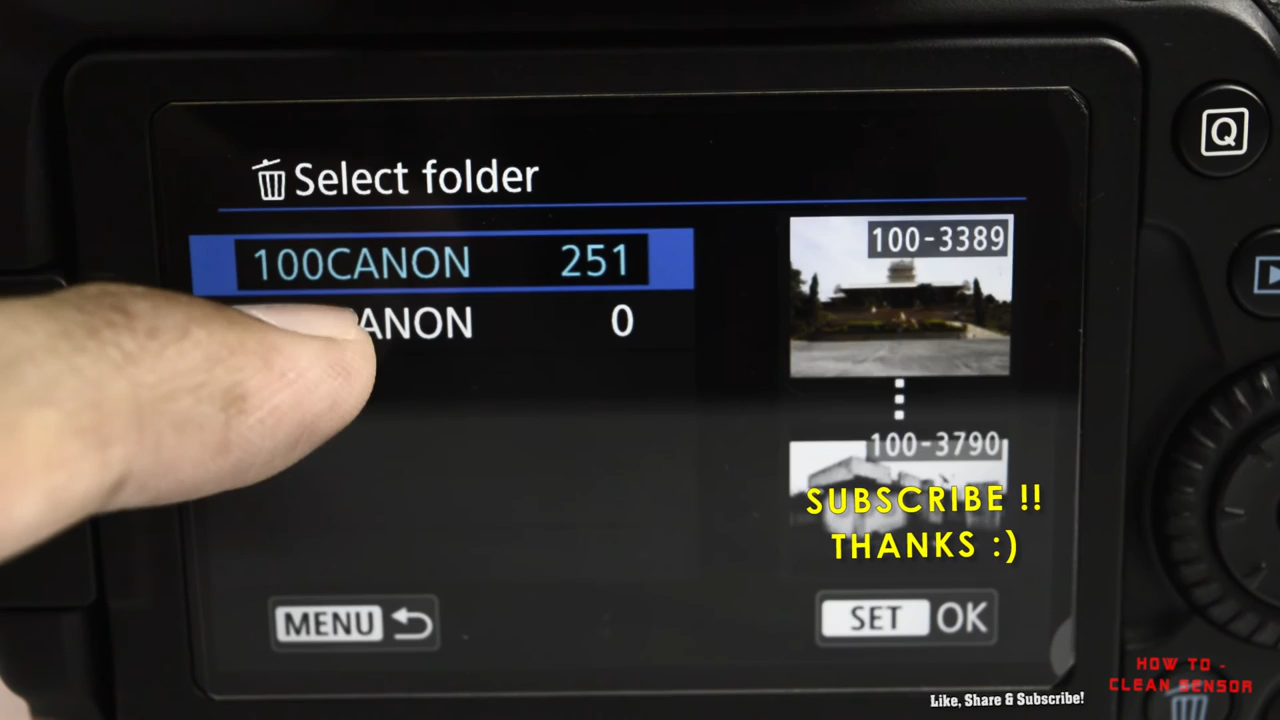 Select folder
100CANON 251
ANON 0
100-3389
100-3790
SUBSCRIBE !!
THANKS :)
MENU
SET OK
Q
HOW TO -
CLEAN SENSOR
Like, Share & Subscribe!